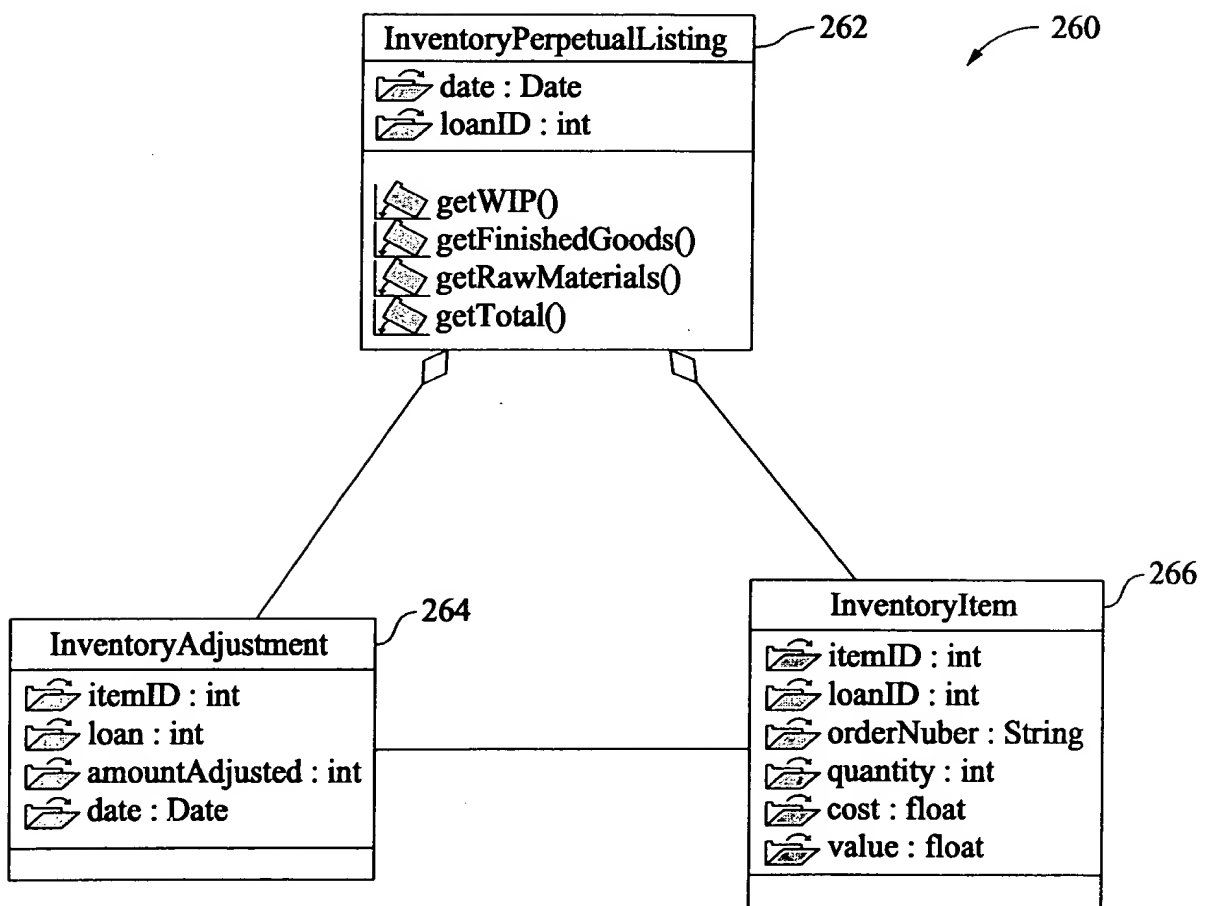 InventoryPerpetualListing
262
260
date : Date
loanID : int
getWIP()
getFinishedGoods()
getRawMaterials()
getTotal()
InventoryAdjustment
264
itemID : int
loan : int
amountAdjusted : int
date : Date
InventoryItem
266
itemID : int
loanID : int
orderNuber : String
quantity : int
cost : float
value : float